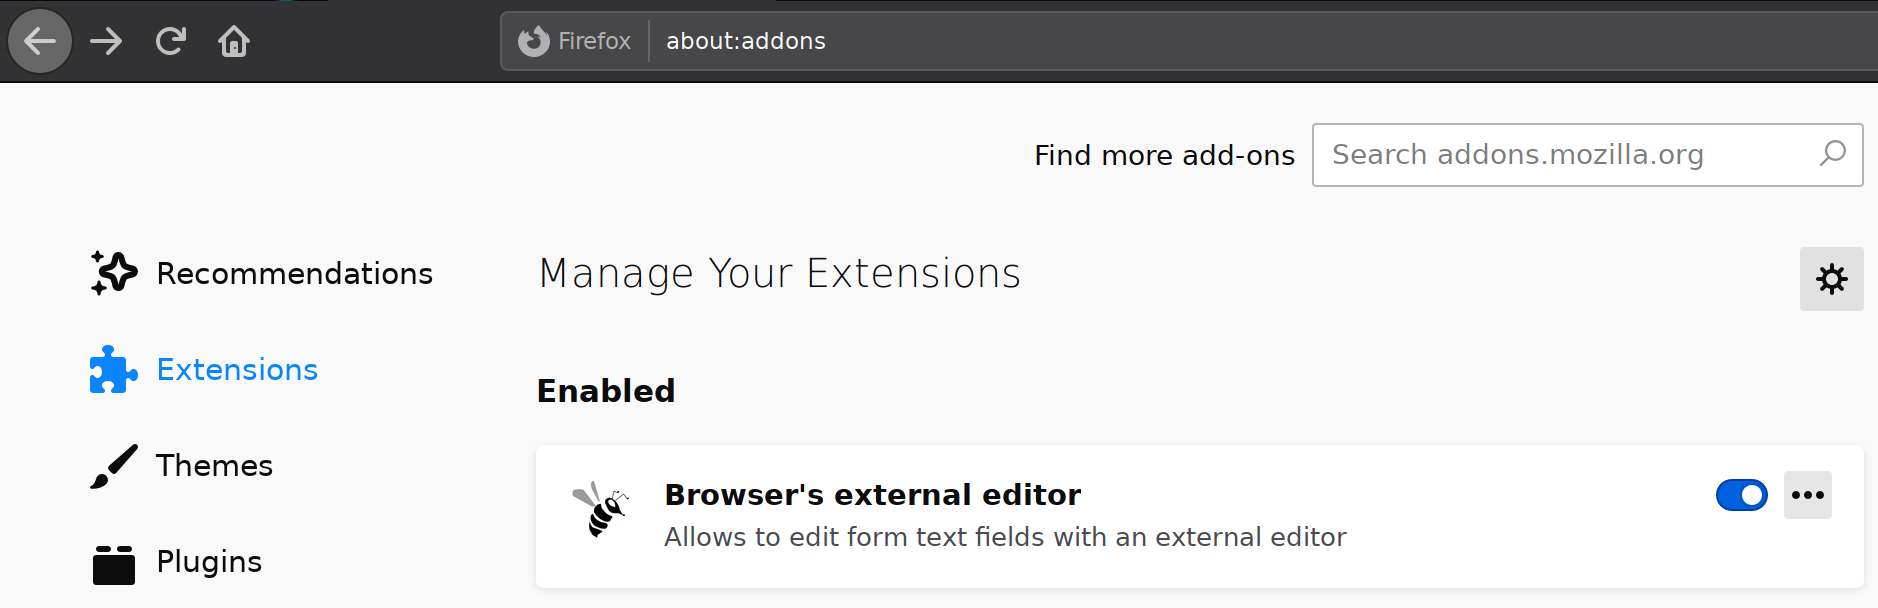 Firefox about:addons
Find more add-ons Search addons.mozilla.org
Recommendations
Extensions
Themes
Plugins
Manage Your Extensions
Enabled
Browser's external editor
Allows to edit form text fields with an external editor